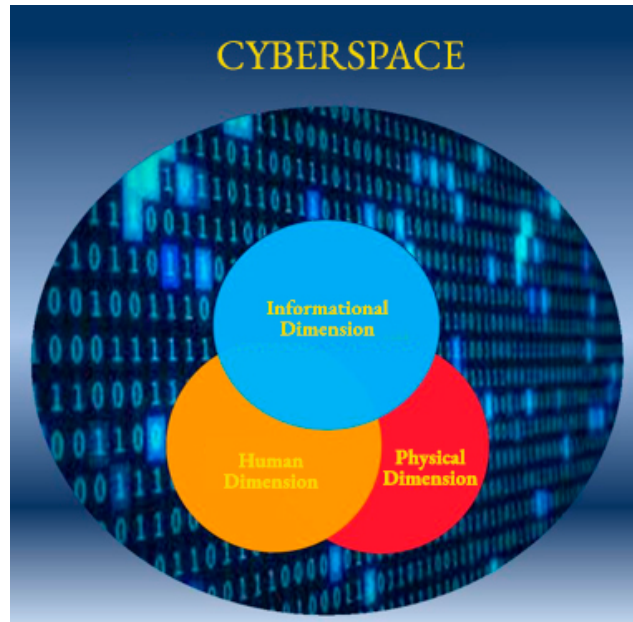 CYBERSPACE
Informational
Dimension
Human
Dimension
Physical
Dimension